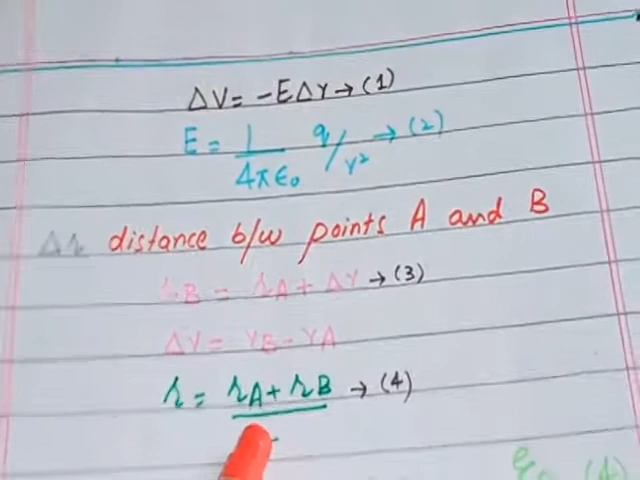 ΔV = -EΔr → (1)
E = 1/4πϵ₀ q/r² → (2)
Δr distance b/w points A and B
rB = rA + Δr → (3)
Δr = rB - rA
r = rA + rB → (4)